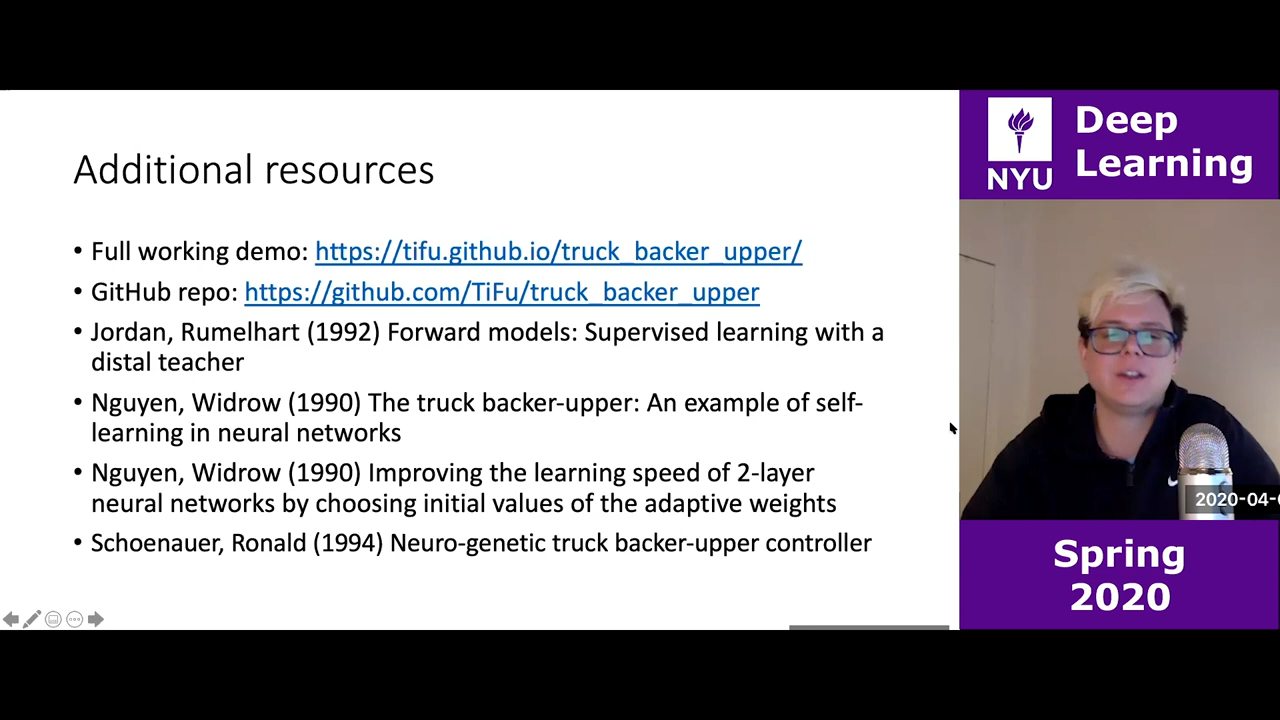 Additional resources
• Full working demo: https://tifu.github.io/truck_backer_upper/
• GitHub repo: https://github.com/TiFu/truck_backer_upper
• Jordan, Rumelhart (1992) Forward models: Supervised learning with a
distal teacher
• Nguyen, Widrow (1990) The truck backer-upper: An example of self-
learning in neural networks
• Nguyen, Widrow (1990) Improving the learning speed of 2-layer
neural networks by choosing initial values of the adaptive weights
• Schoenauer, Ronald (1994) Neuro-genetic truck backer-upper controller
NYU
Deep
Learning
2020-04-
Spring
2020